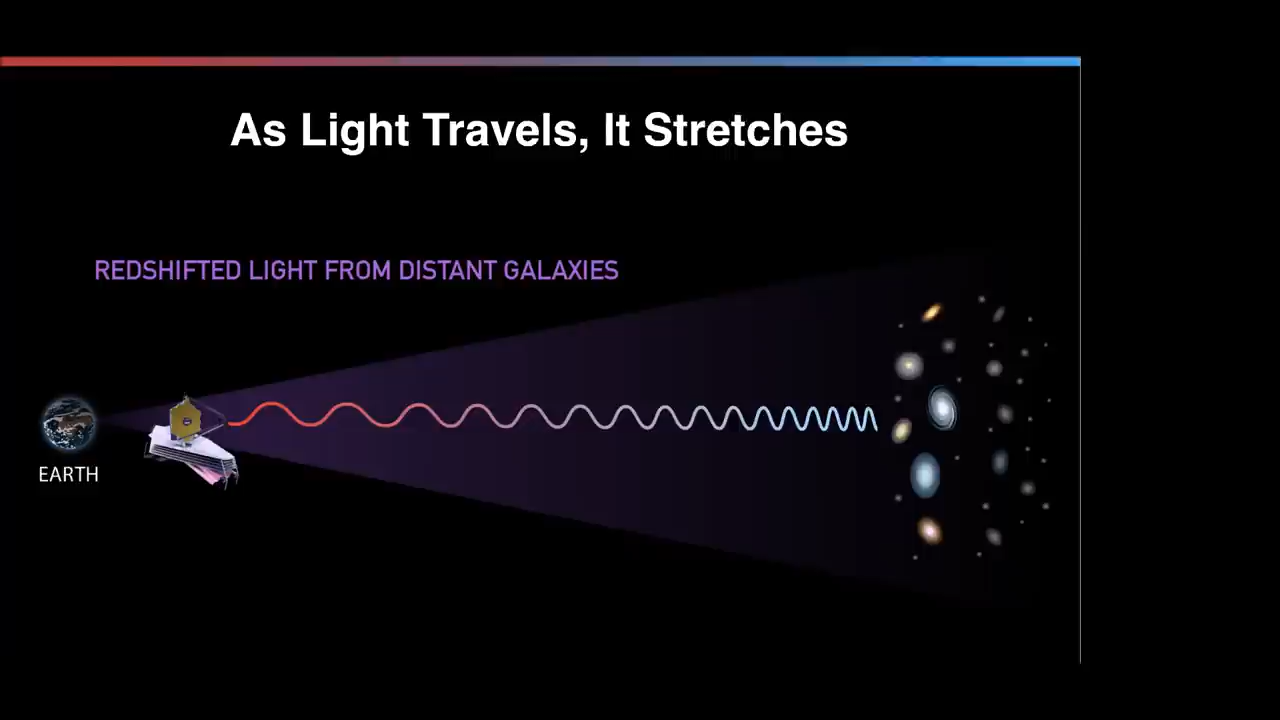 As Light Travels, It Stretches
REDSHIFTED LIGHT FROM DISTANT GALAXIES
EARTH